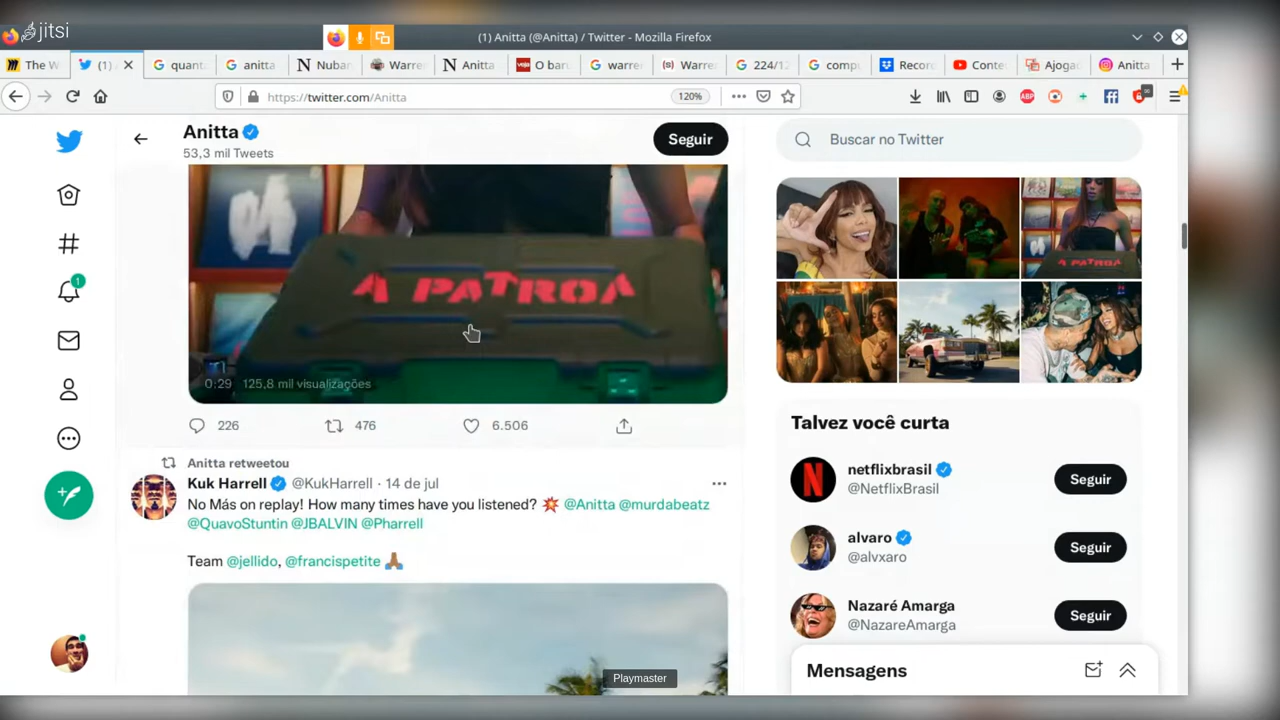 jitsi
(1) Anitta (@Anitta) / Twitter - Mozilla Firefox
The W
(1)
quant
anitta
Nubar
Warre
Anitta
O bar
warre
(s) Warre
224/1
comp
Recor
Conte
Ajogad
Anitta
https://twitter.com/Anitta
120%
ABP
Anitta
53,3 mil Tweets
Seguir
Buscar no Twitter
A PATROA
A PATROA
0:29 125,8 mil visualizações
226
476
6.506
Anitta retweetou
Kuk Harrell @KukHarrell · 14 de jul
No Más on replay! How many times have you listened? 💥 @Anitta @murdabeatz
@QuavoStuntin @JBALVIN @Pharrell
Team @jellido, @francispetite 🙏🏾
Talvez você curta
netflixbrasil
@NetflixBrasil
Seguir
alvaro
@alvxaro
Seguir
Nazaré Amarga
@NazareAmarga
Seguir
Mensagens
1
Playmaster